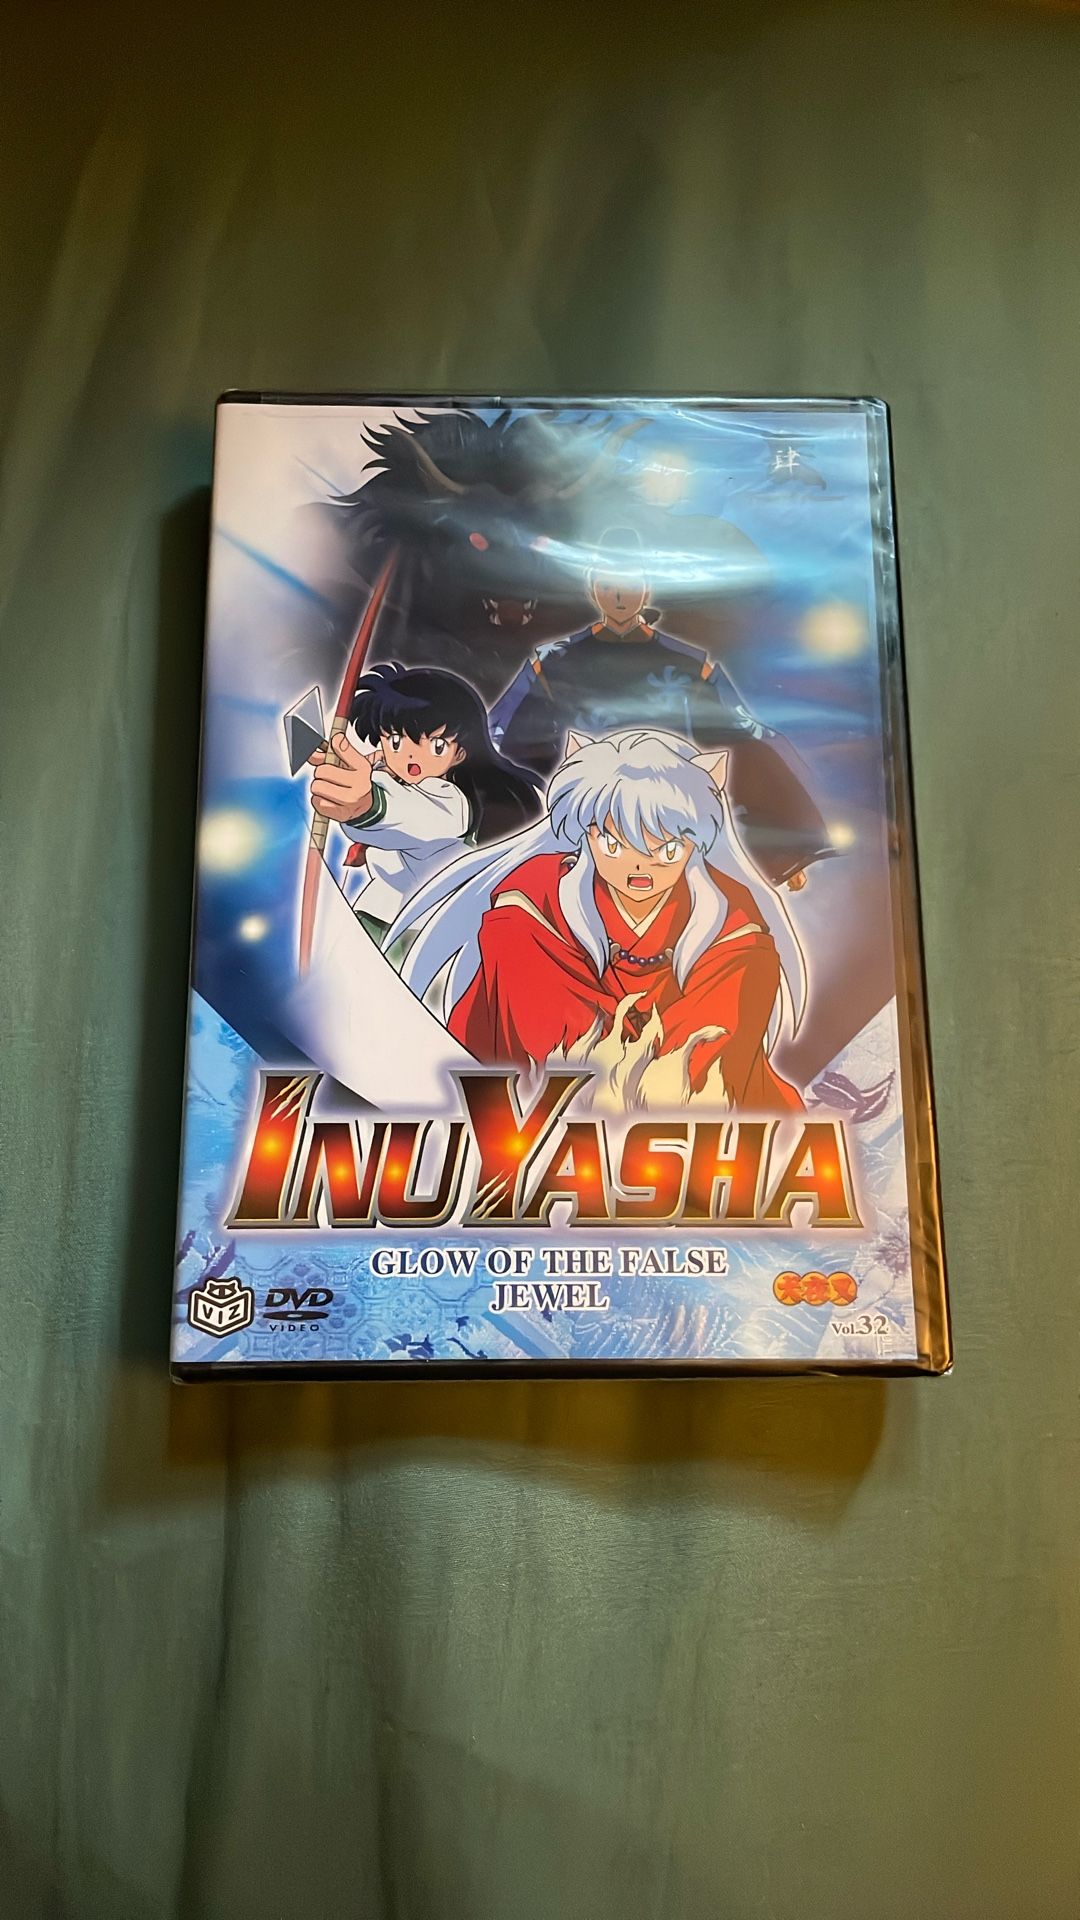 肆
INUYASHA
GLOW OF THE FALSE
JEWEL
VIZ
DVD
VIDEO
犬夜叉
Vol.32